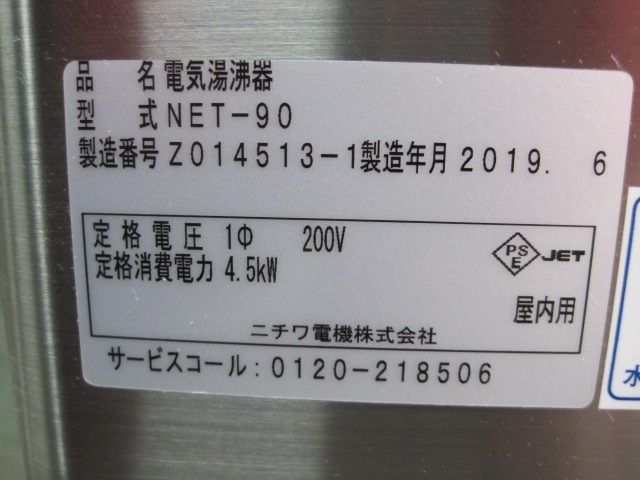 品 名 電気湯沸器
型 式 NET-90
製造番号 Z014513-1 製造年月 2019. 6
定格電圧 1Φ 200V
定格消費電力 4.5kW
PSE JET
屋内用
ニチワ電機株式会社
サービスコール:0120-218506
水